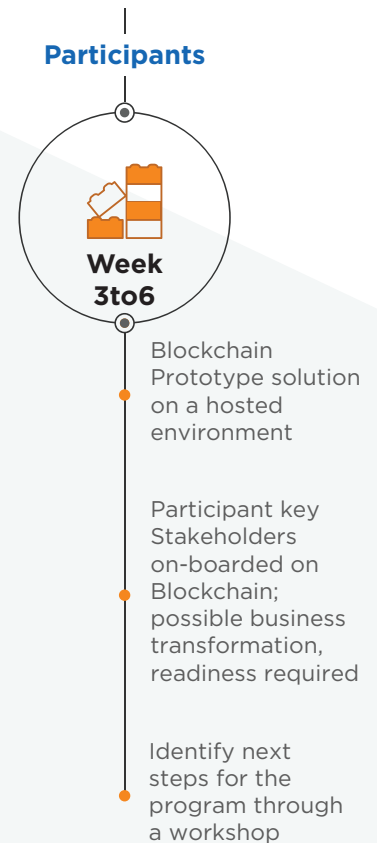 Participants
Week
3to6
Blockchain
Prototype solution
on a hosted
environment
Participant key
Stakeholders
on-boarded on
Blockchain;
possible business
transformation,
readiness required
Identify next
steps for the
program through
a workshop